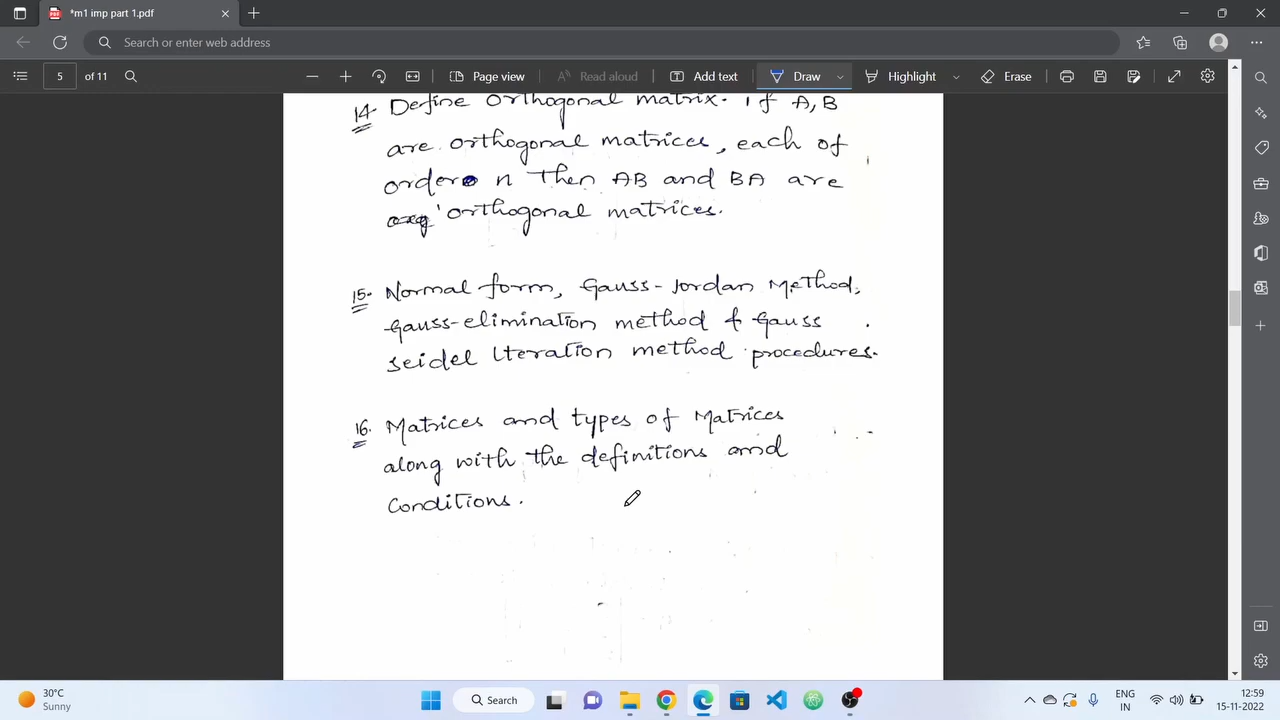 *m1 imp part 1.pdf
Search or enter web address
5 of 11
Page view
Read aloud
Add text
Draw
Highlight
Erase
14. Define Orthogonal matrix. If A, B
are orthogonal matrices, each of
order n Then AB and BA are
orthogonal matrices.
15. Normal form, Gauss-Jordan Method,
Gauss-elimination method & Gauss
seidel Iteration method procedures.
16. Matrices and types of Matrices
along with the definitions and
Conditions.
30°C
Sunny
Search
ENG
IN
12:59
15-11-2022